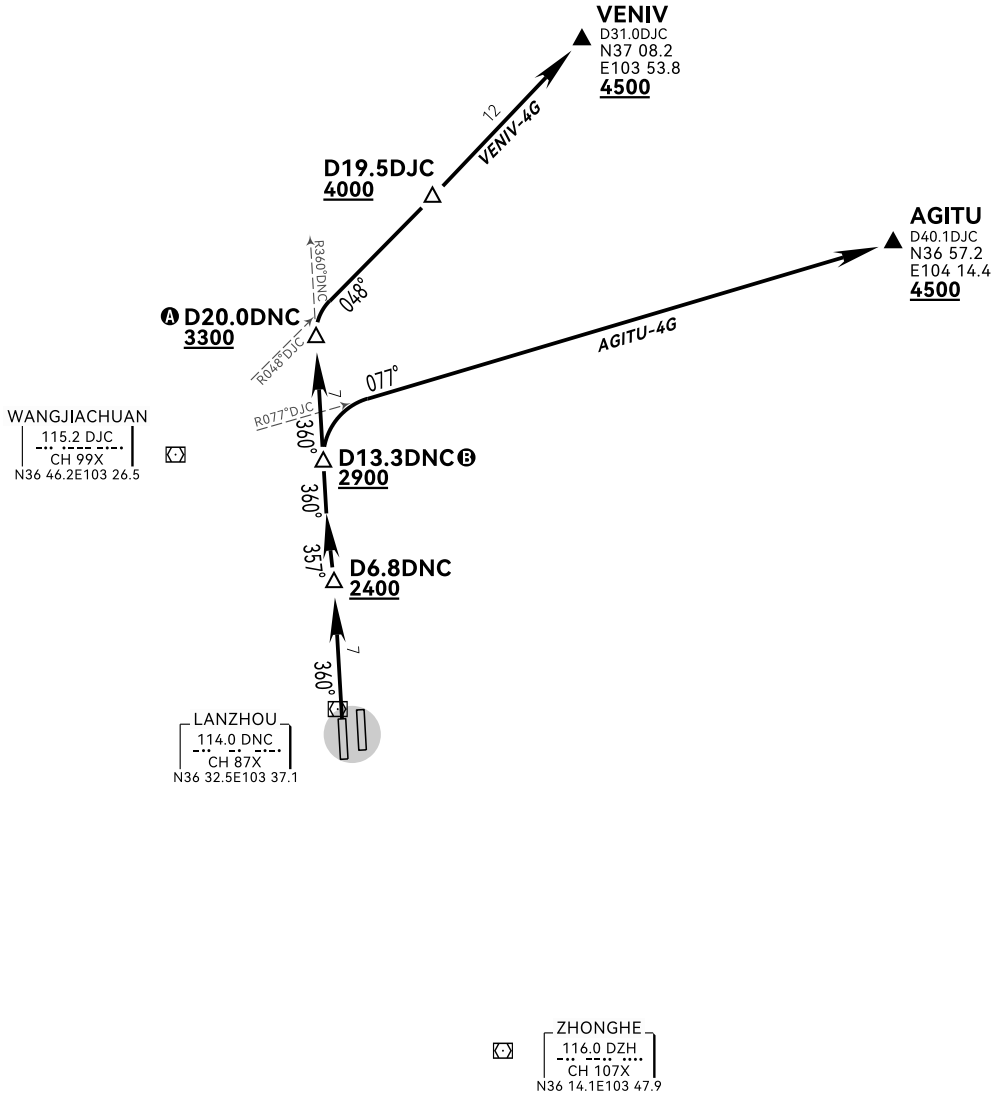 VENIV
D31.0DJC
N37 08.2
E103 53.8
4500
12
VENIV-4G
D19.5DJC
4000
AGITU
D40.1DJC
N36 57.2
E104 14.4
4500
R360°DNC
048°
A D20.0DNC
3300
R048°DJC
AGITU-4G
077°
7
R077°DJC
360°
WANGJIACHUAN
115.2 DJC
CH 99X
N36 46.2E103 26.5
D13.3DNC B
2900
360°
357°
D6.8DNC
2400
7
360°
LANZHOU
114.0 DNC
CH 87X
N36 32.5E103 37.1
ZHONGHE
116.0 DZH
CH 107X
N36 14.1E103 47.9